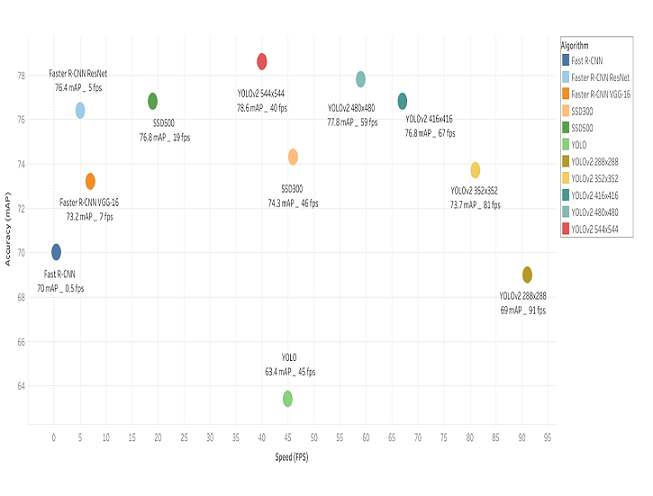 Accuracy (mAP)
78
76
74
72
70
68
66
64
Faster R-CNN ResNet
76.4 mAP _ 5 fps
SSD500
76.8 mAP _ 19 fps
YOLOv2 544x544
78.6 mAP _ 40 fps
YOLOv2 480x480
77.8 mAP _ 59 fps
YOLOv2 416x416
76.8 mAP _ 67 fps
Faster R-CNN VGG-16
73.2 mAP _ 7 fps
SSD300
74.3 mAP _ 46 fps
YOLOv2 352x352
73.7 mAP _ 81 fps
Fast R-CNN
70 mAP _ 0.5 fps
YOLOv2 288x288
69 mAP _ 91 fps
YOLO
63.4 mAP _ 45 fps
0 5 10 15 20 25 30 35 40 45 50 55 60 65 70 75 80 85 90 95
Speed (FPS)
Algorithm
Fast R-CNN
Faster R-CNN ResNet
Faster R-CNN VGG-16
SSD300
SSD500
YOLO
YOLOv2 288x288
YOLOv2 352x352
YOLOv2 416x416
YOLOv2 480x480
YOLOv2 544x544